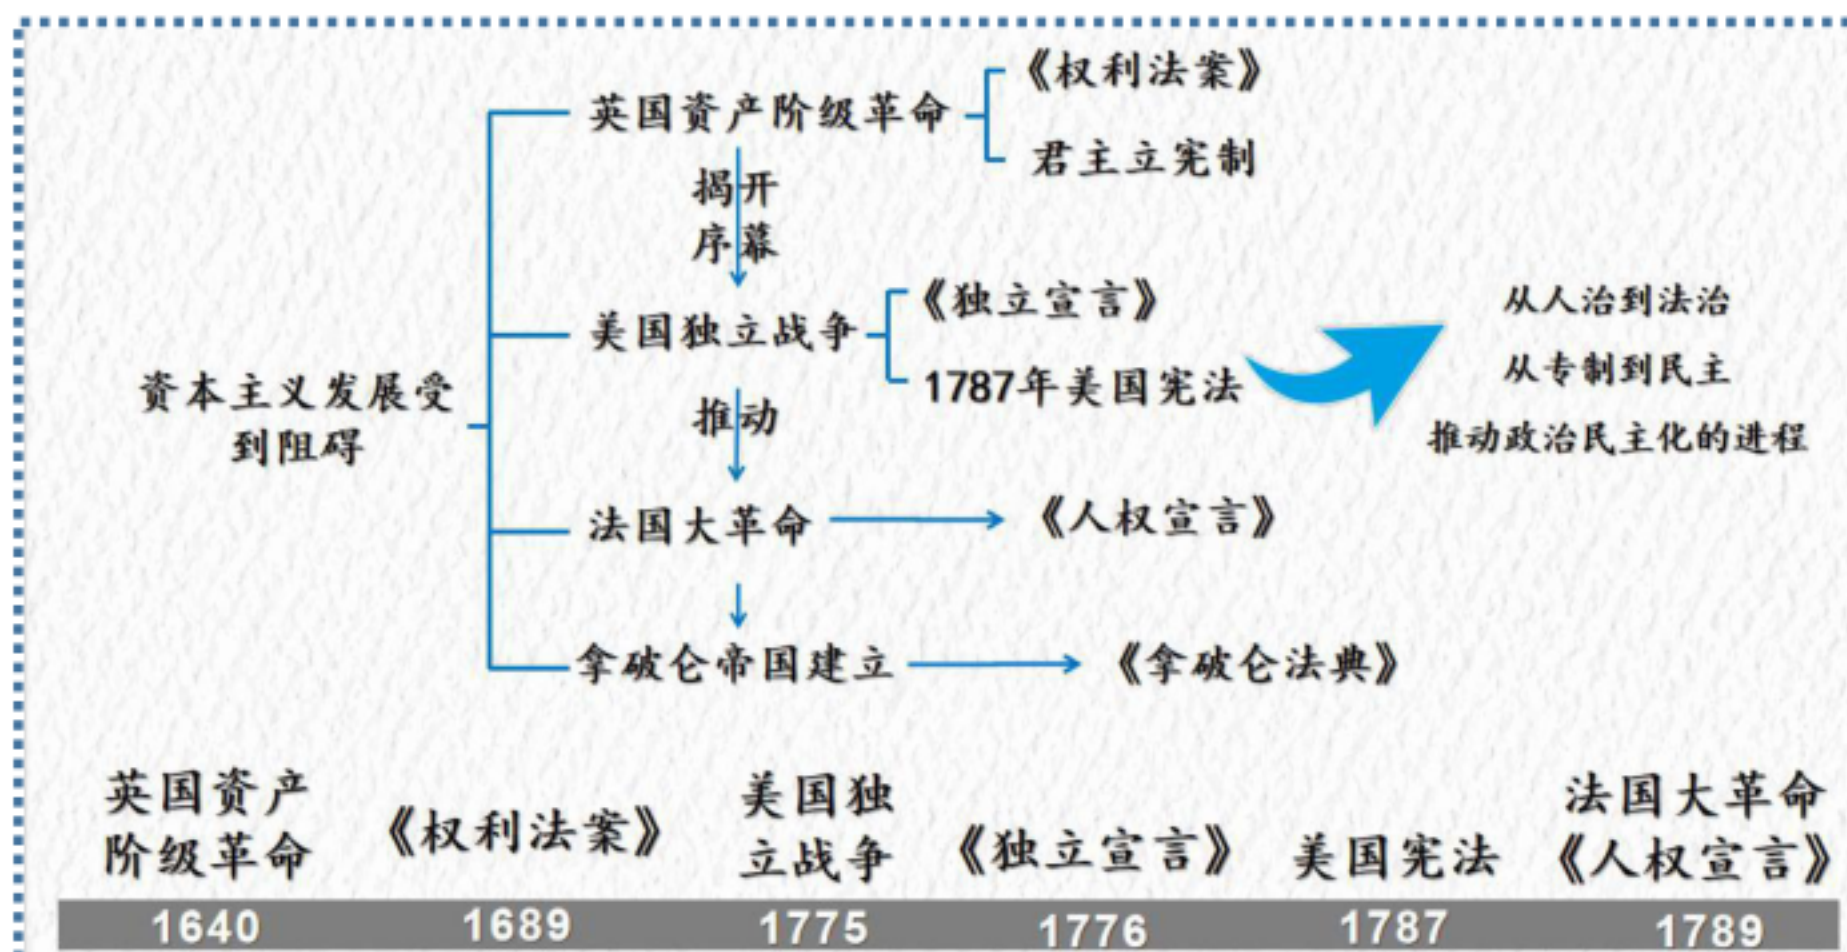 《权利法案》
英国资产阶级革命
君主立宪制
揭开
序幕
《独立宣言》
美国独立战争
1787年美国宪法
从人治到法治
从专制到民主
推动政治民主化的进程
资本主义发展受
到阻碍
推动
法国大革命
《人权宣言》
拿破仑帝国建立
《拿破仑法典》
英国资产
阶级革命
《权利法案》
美国独
立战争
《独立宣言》
美国宪法
法国大革命
《人权宣言》
1640
1689
1775
1776
1787
1789